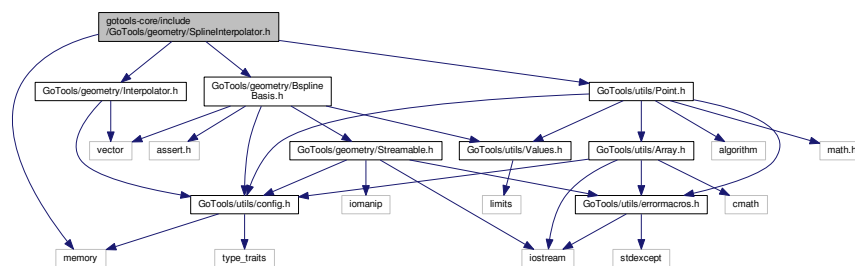 gotools-core/include
/GoTools/geometry/SplineInterpolator.h
GoTools/geometry/Interpolator.h
GoTools/geometry/Bspline
Basis.h
GoTools/utils/Point.h
vector
assert.h
GoTools/geometry/Streamable.h
GoTools/utils/Values.h
GoTools/utils/Array.h
algorithm
math.h
GoTools/utils/config.h
iomanip
limits
GoTools/utils/errormacros.h
cmath
memory
type_traits
iostream
stdexcept